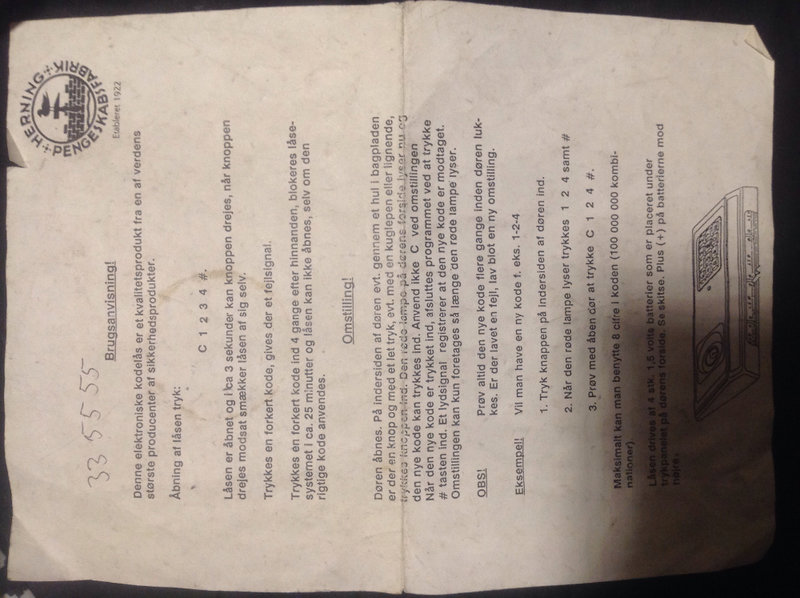 HERNING PENGESKABSFABRIK
Etableret 1922
33 55 55
Brugsanvisning!
Denne elektroniske kodelås er et kvalitetsprodukt fra en af verdens
største producenter af sikkerhedsprodukter.
Åbning af låsen tryk:
C 1 2 3 4 #.
Låsen er åbnet og i ca 3 sekunder kan knoppen drejes, når knoppen
drejes modsat smækker låsen af sig selv.
Trykkes en forkert kode, gives der et fejlsignal.
Trykkes en forkert kode ind 4 gange efter hinnanden, blokeres låse-
systemet i ca. 25 minutter og låsen kan ikke åbnes, selv om den
rigtige kode anvendes.
Omstilling!
Døren åbnes. På indersiden af døren evt. gennem et hul i bagpladen
er der en knop og med et let tryk, evt. med en kuglepen eller lignende,
trykkes knoppen ind. Den røde lampe på dørens forside lyser nu og
den nye kode kan trykkes ind. Anvend ikke C ved omstillingen
Når den nye kode er trykket ind, afsluttes programmet ved at trykke
# tasten ind. Et lydsignal registrerer at den nye kode er modtaget.
Omstillingen kan kun foretages så længe den røde lampe lyser.
OBS! Prøv altid den nye kode flere gange inden døren luk-
kes. Er der lavet en fejl, lav blot en ny omstilling.
Eksempel! Vil man have en ny kode f. eks. 1-2-4
1. Tryk knappen på indersiden af døren ind.
2. Når den røde lampe lyser trykkes 1 2 4 samt #
3. Prøv med åben dør at trykke C 1 2 4 #.
Maksimalt kan man benytte 8 cifre i koden (100 000 000 kombi-
nationer)
Låsen drives af 4 stk. 1,5 volts batterier som er placeret under
trykpanelet på dørens forside. Se skitse. Plus (+) på batterierne mod
højre.